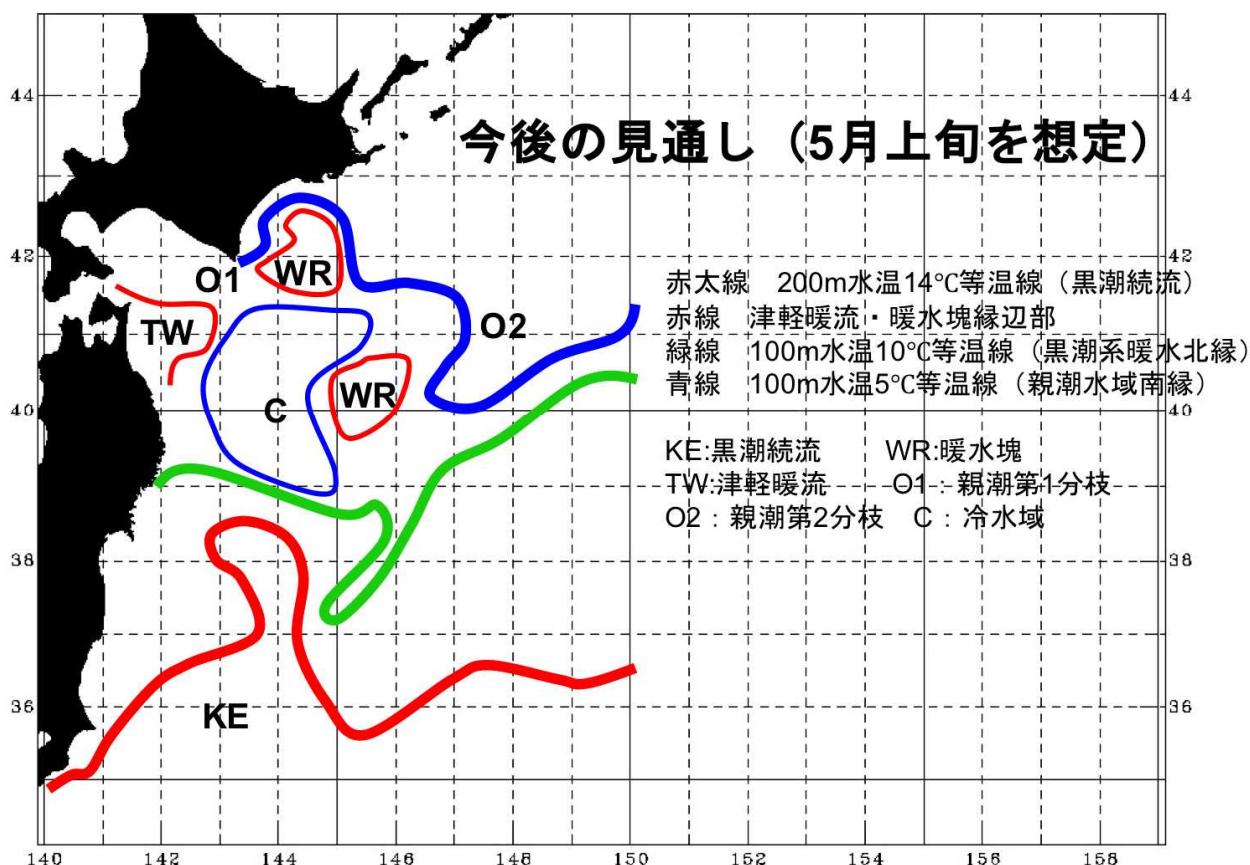 今後の見通し（5月上旬を想定）
赤太線　200m水温14℃等温線（黒潮続流）
赤線　津軽暖流・暖水塊縁辺部
緑線　100m水温10℃等温線（黒潮系暖水北縁）
青線　100m水温5℃等温線（親潮水域南縁）
KE:黒潮続流　WR:暖水塊
TW:津軽暖流　O1：親潮第1分枝
O2：親潮第2分枝　C：冷水域
O1
WR
TW
O2
C
WR
KE
44
42
40
38
36
44
42
40
38
36
140 142 144 146 148 150 152 154 156 158